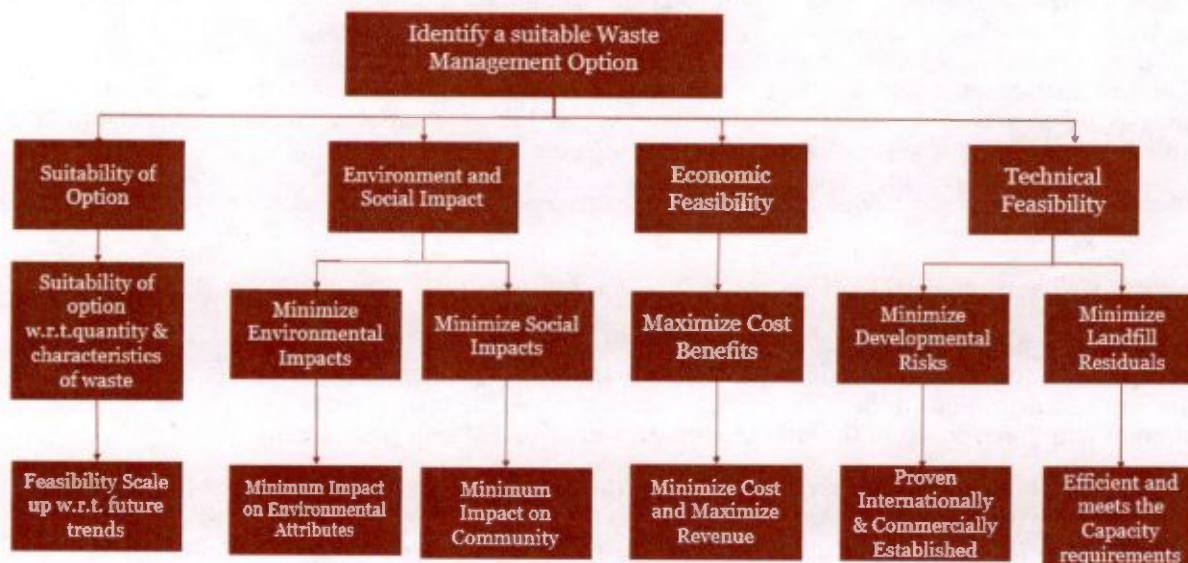 Identify a suitable Waste
Management Option
Suitability of
Option
Environment and
Social Impact
Economic
Feasibility
Technical
Feasibility
Suitability of
option
w.r.t.quantity &
characteristics
of waste
Minimize
Environmental
Impacts
Minimize Social
Impacts
Maximize Cost
Benefits
Minimize
Developmental
Risks
Minimize
Landfill
Residuals
Feasibility Scale
up w.r.t. future
trends
Minimum Impact
on Environmental
Attributes
Minimum
Impact on
Community
Minimize Cost
and Maximize
Revenue
Proven
Internationally
& Commercially
Established
Efficient and
meets the
Capacity
requirements